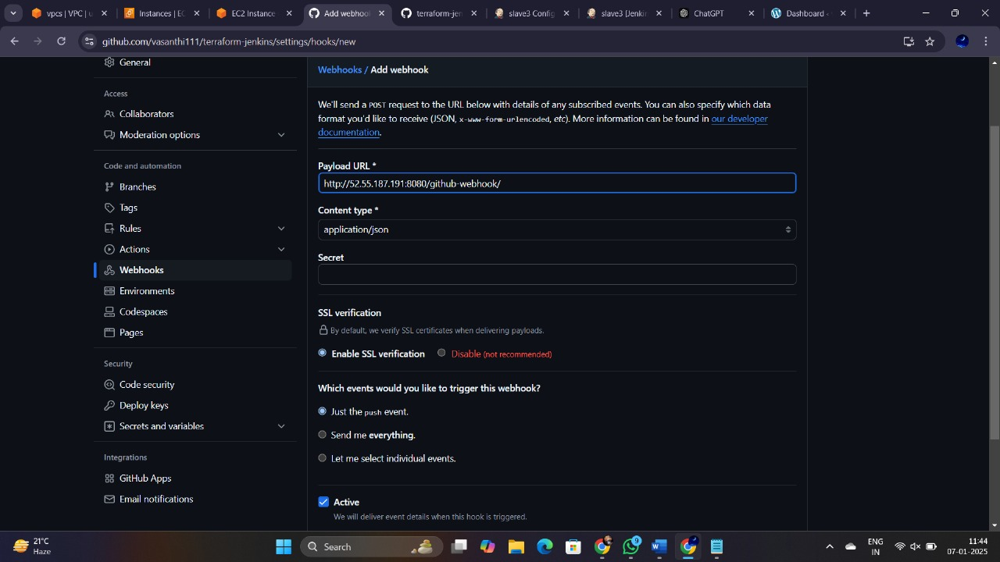 vpcs | VPC | u
Instances | EC
EC2 Instance
Add webhook
terraform-jen
slave3 Config
slave3 [Jenki
ChatGPT
Dashboard
github.com/vasanthi111/terraform-jenkins/settings/hooks/new
General
Access
Collaborators
Moderation options
Code and automation
Branches
Tags
Rules
Actions
Webhooks
Environments
Codespaces
Pages
Security
Code security
Deploy keys
Secrets and variables
Integrations
GitHub Apps
Email notifications
Webhooks / Add webhook
We'll send a POST request to the URL below with details of any subscribed events. You can also specify which data
format you'd like to receive (JSON, x-www-form-urlencoded, etc). More information can be found in our developer
documentation.
Payload URL *
http://52.55.187.191:8080/github-webhook/
Content type *
application/json
Secret
SSL verification
By default, we verify SSL certificates when delivering payloads.
Enable SSL verification Disable (not recommended)
Which events would you like to trigger this webhook?
Just the push event.
Send me everything.
Let me select individual events.
Active
We will deliver event details when this hook is triggered.
21°C
Haze
Search
9
ENG
IN
11:44
07-01-2025